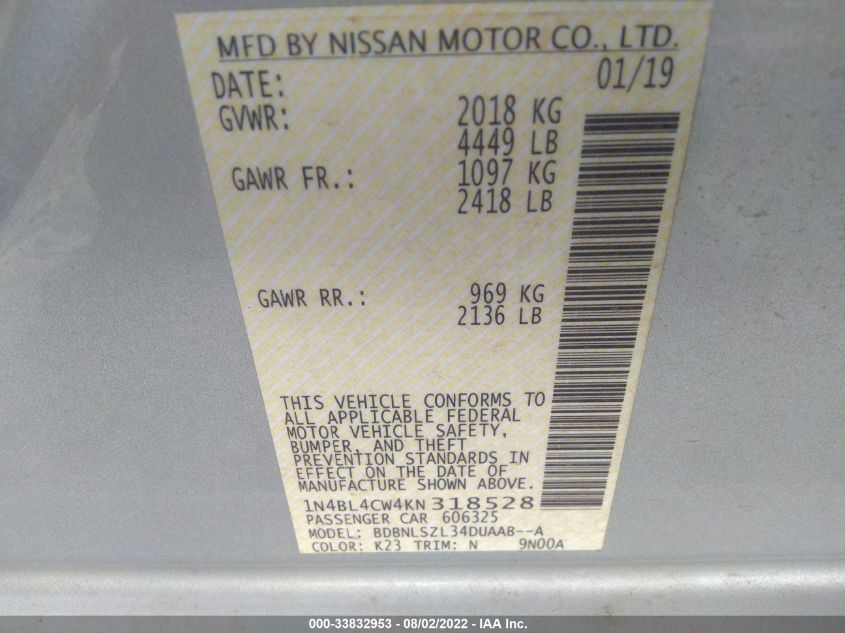 MFD BY NISSAN MOTOR CO., LTD.
DATE: 01/19
GVWR: 2018 KG
4449 LB
GAWR FR.: 1097 KG
2418 LB
GAWR RR.: 969 KG
2136 LB
THIS VEHICLE CONFORMS TO
ALL APPLICABLE FEDERAL
MOTOR VEHICLE SAFETY,
BUMPER, AND THEFT
PREVENTION STANDARDS IN
EFFECT ON THE DATE OF
MANUFACTURE SHOWN ABOVE.
1N4BL4CW4KN318528
PASSENGER CAR 606325
MODEL: BDBNLSZL34DUAAB--A
COLOR: K23 TRIM: N 9N00A
000-33832953 - 08/02/2022 - IAA Inc.